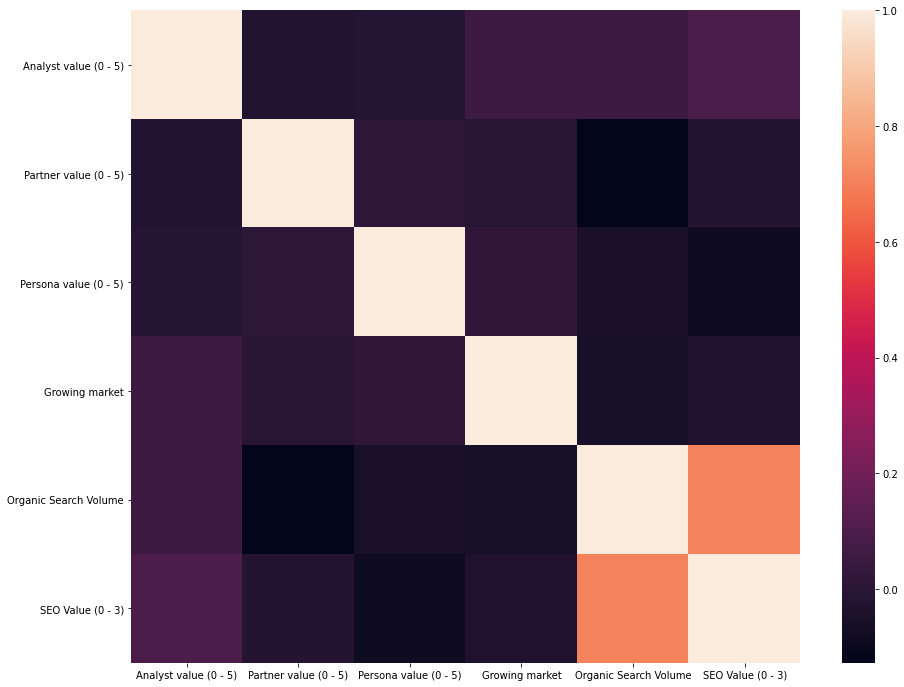 Analyst value (0 - 5)
Partner value (0 - 5)
Persona value (0 - 5)
Growing market
Organic Search Volume
SEO Value (0 - 3)
Analyst value (0 - 5) Partner value (0 - 5) Persona value (0 - 5) Growing market Organic Search Volume SEO Value (0 - 3)
1.0
0.8
0.6
0.4
0.2
0.0